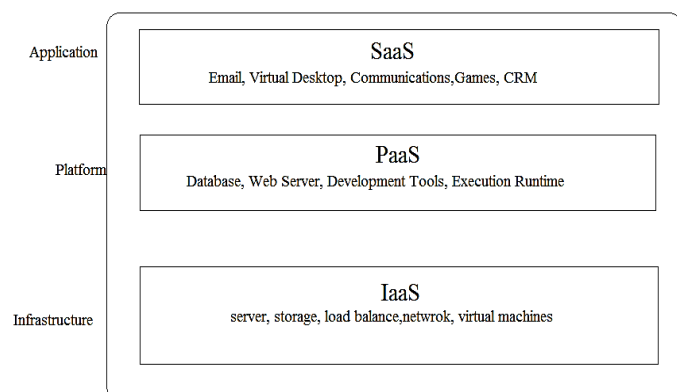 Application
SaaS
Email, Virtual Desktop, Communications,Games, CRM
Platform
PaaS
Database, Web Server, Development Tools, Execution Runtime
IaaS
Infrastructure
server, storage, load balance,netwrok, virtual machines